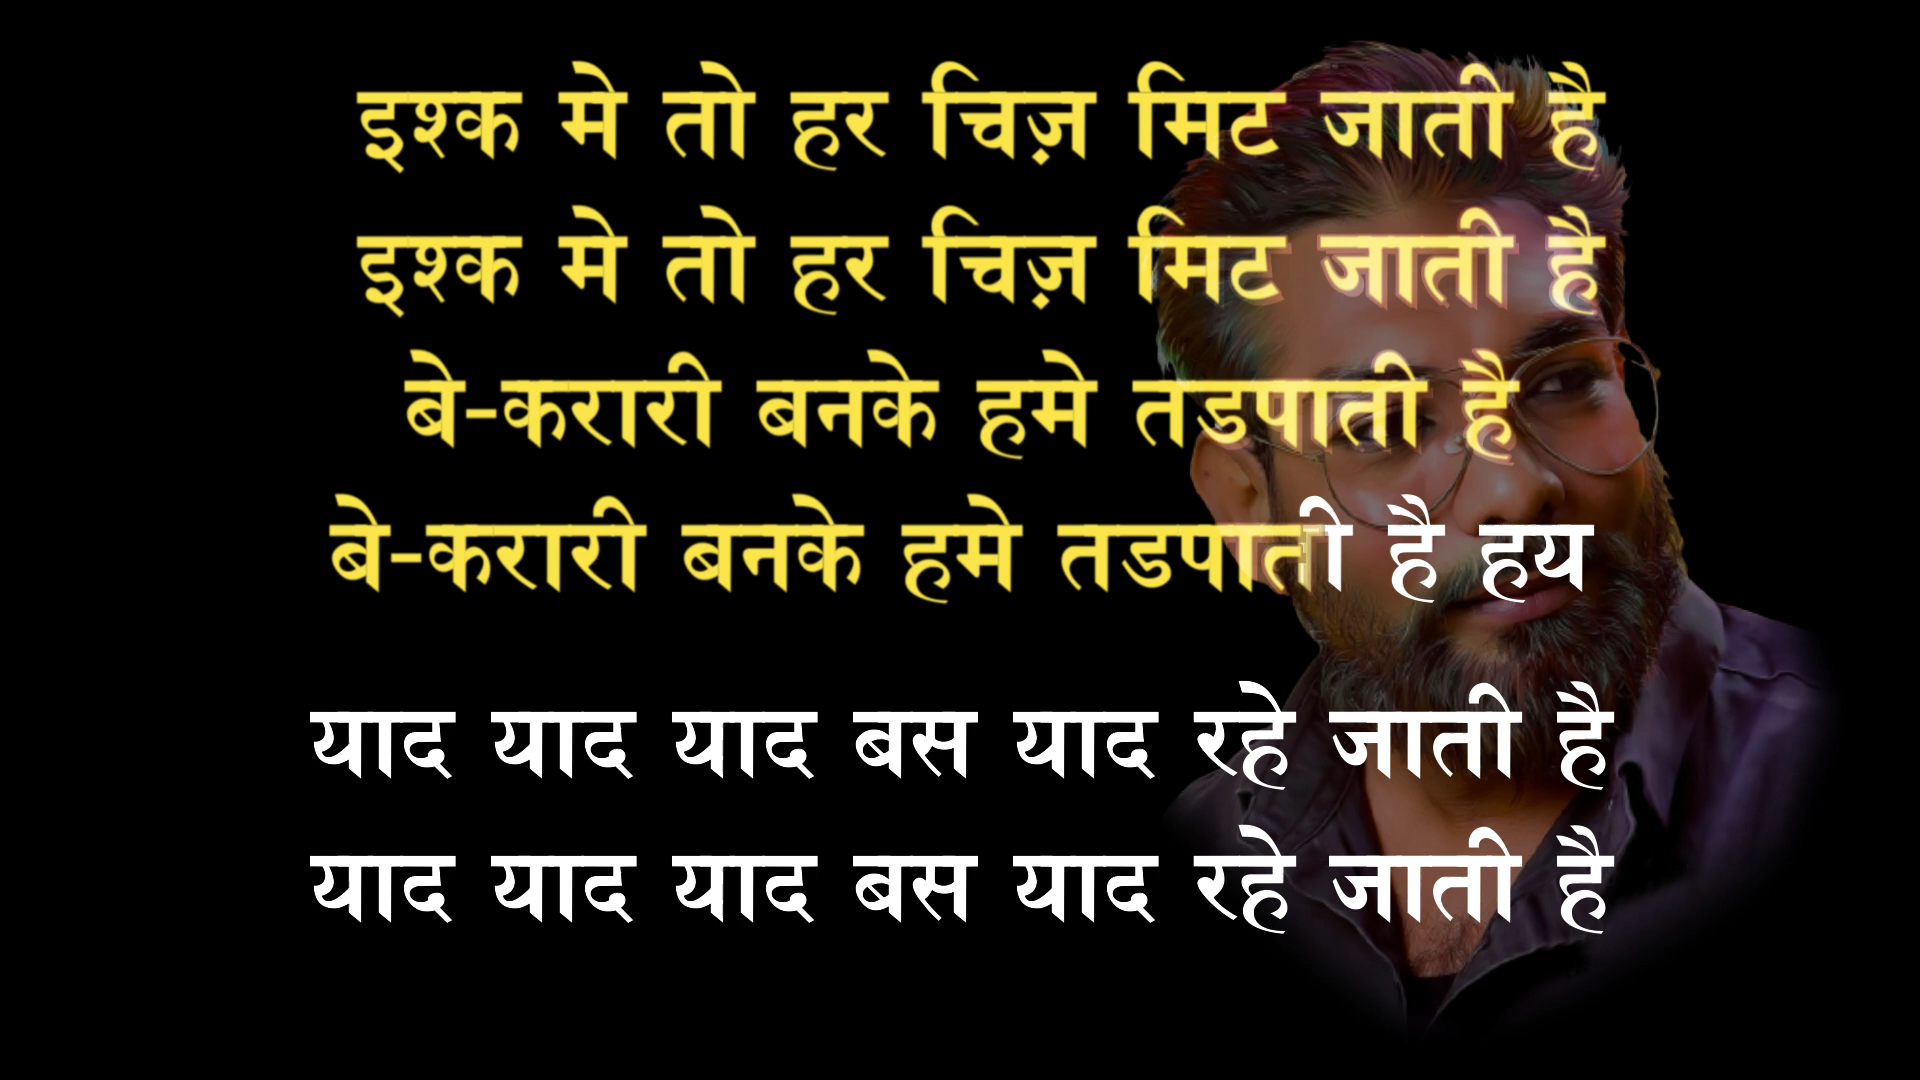 इश्क मे तो हर चिज़ मिट जाती है
इश्क मे तो हर चिज़ मिट जाती है
बे-करारी बनके हमे तडपाती है
बे-करारी बनके हमे तडपाती है हय
याद याद याद बस याद रहे जाती है
याद याद याद बस याद रहे जाती है